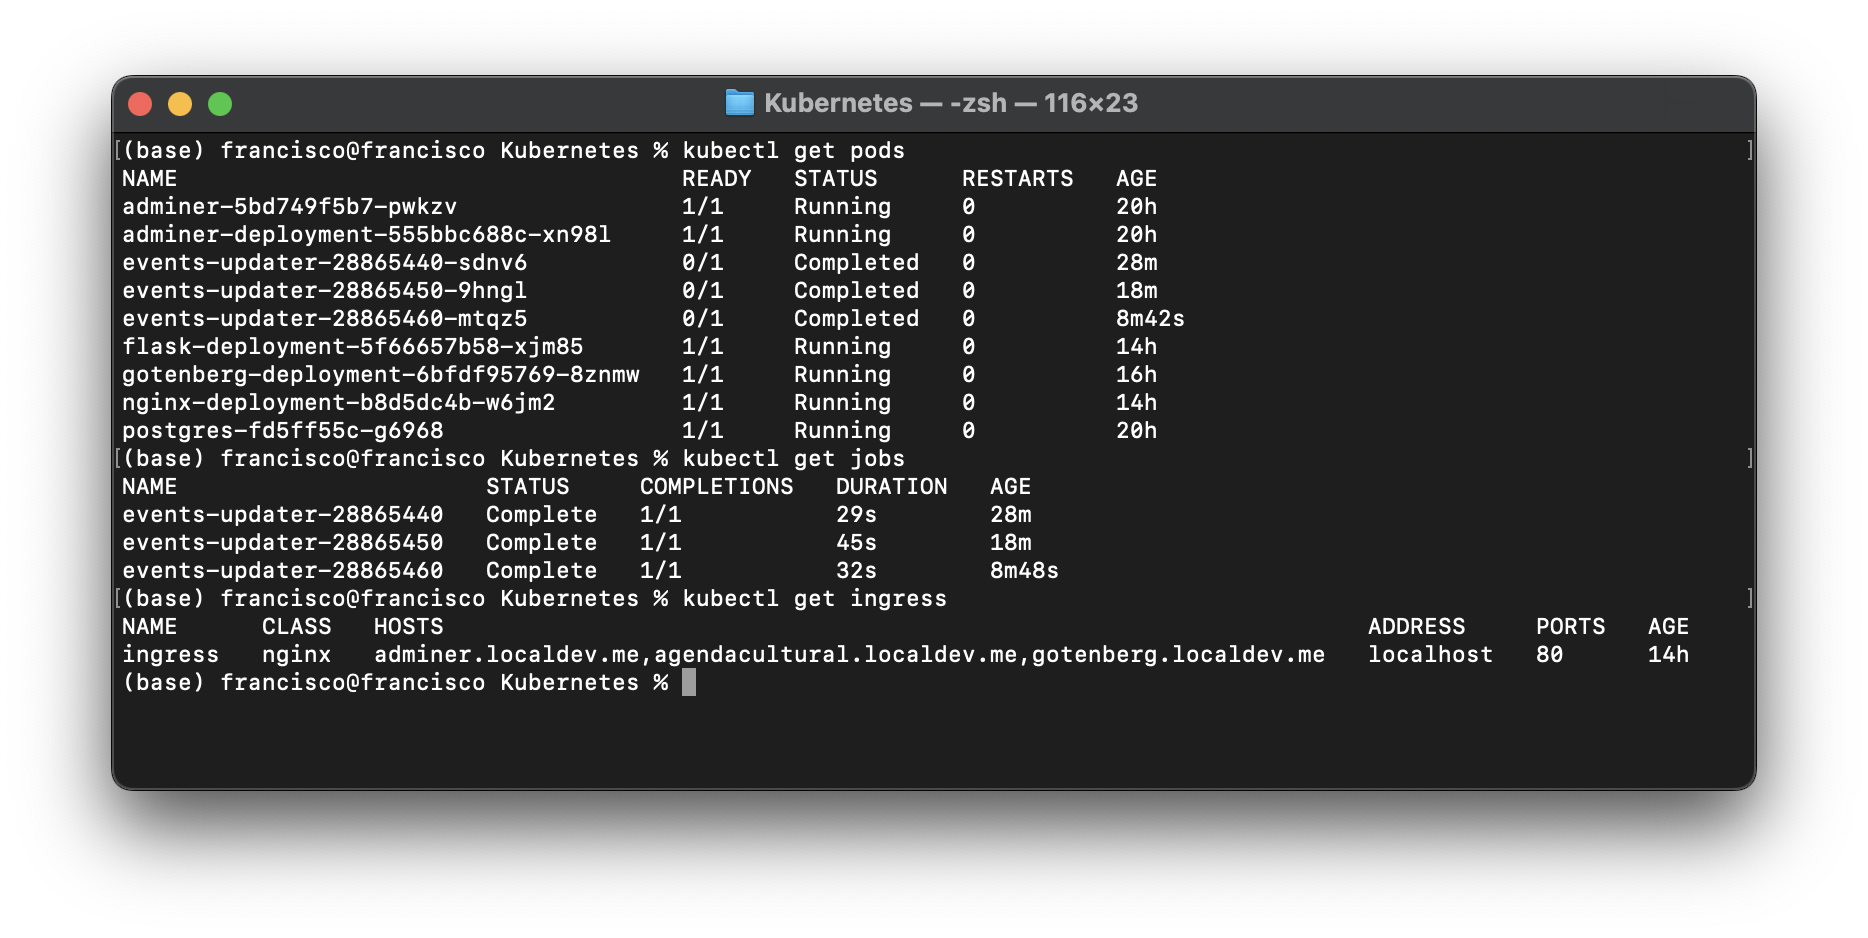 Kubernetes — -zsh — 116×23
[(base) francisco@francisco Kubernetes % kubectl get pods ]
NAME READY STATUS RESTARTS AGE
adminer-5bd749f5b7-pwkzv 1/1 Running 0 20h
adminer-deployment-555bbc688c-xn98l 1/1 Running 0 20h
events-updater-28865440-sdnv6 0/1 Completed 0 28m
events-updater-28865450-9hngl 0/1 Completed 0 18m
events-updater-28865460-mtqz5 0/1 Completed 0 8m42s
flask-deployment-5f66657b58-xjm85 1/1 Running 0 14h
gotenberg-deployment-6bfdf95769-8znmw 1/1 Running 0 16h
nginx-deployment-b8d5dc4b-w6jm2 1/1 Running 0 14h
postgres-fd5ff55c-g6968 1/1 Running 0 20h
[(base) francisco@francisco Kubernetes % kubectl get jobs ]
NAME STATUS COMPLETIONS DURATION AGE
events-updater-28865440 Complete 1/1 29s 28m
events-updater-28865450 Complete 1/1 45s 18m
events-updater-28865460 Complete 1/1 32s 8m48s
[(base) francisco@francisco Kubernetes % kubectl get ingress ]
NAME CLASS HOSTS ADDRESS PORTS AGE
ingress nginx adminer.localdev.me,agendacultural.localdev.me,gotenberg.localdev.me localhost 80 14h
(base) francisco@francisco Kubernetes %